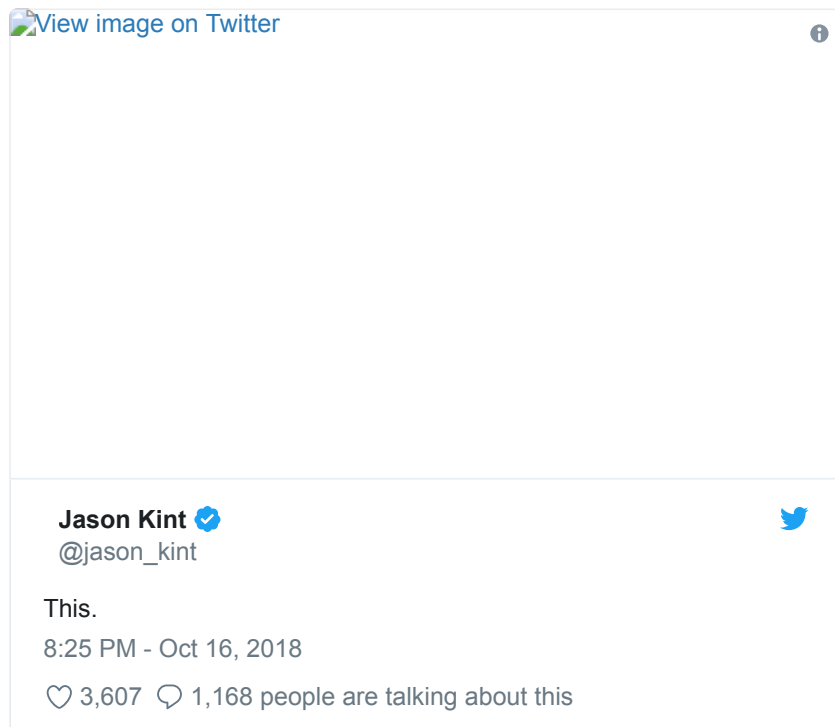 View image on Twitter
Jason Kint
@jason_kint
This.
8:25 PM - Oct 16, 2018
3,607 1,168 people are talking about this